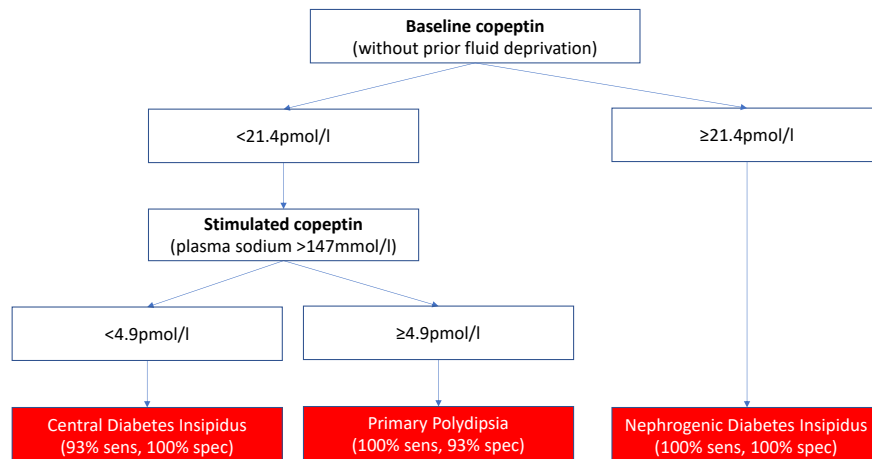 Baseline copeptin
(without prior fluid deprivation)
<21.4pmol/l
≥21.4pmol/l
Stimulated copeptin
(plasma sodium >147mmol/l)
<4.9pmol/l
≥4.9pmol/l
Central Diabetes Insipidus
(93% sens, 100% spec)
Primary Polydipsia
(100% sens, 93% spec)
Nephrogenic Diabetes Insipidus
(100% sens, 100% spec)